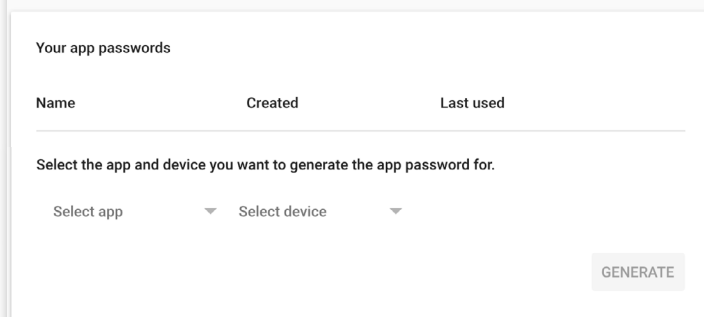 Your app passwords
Name Created Last used
Select the app and device you want to generate the app password for.
Select app Select device
GENERATE